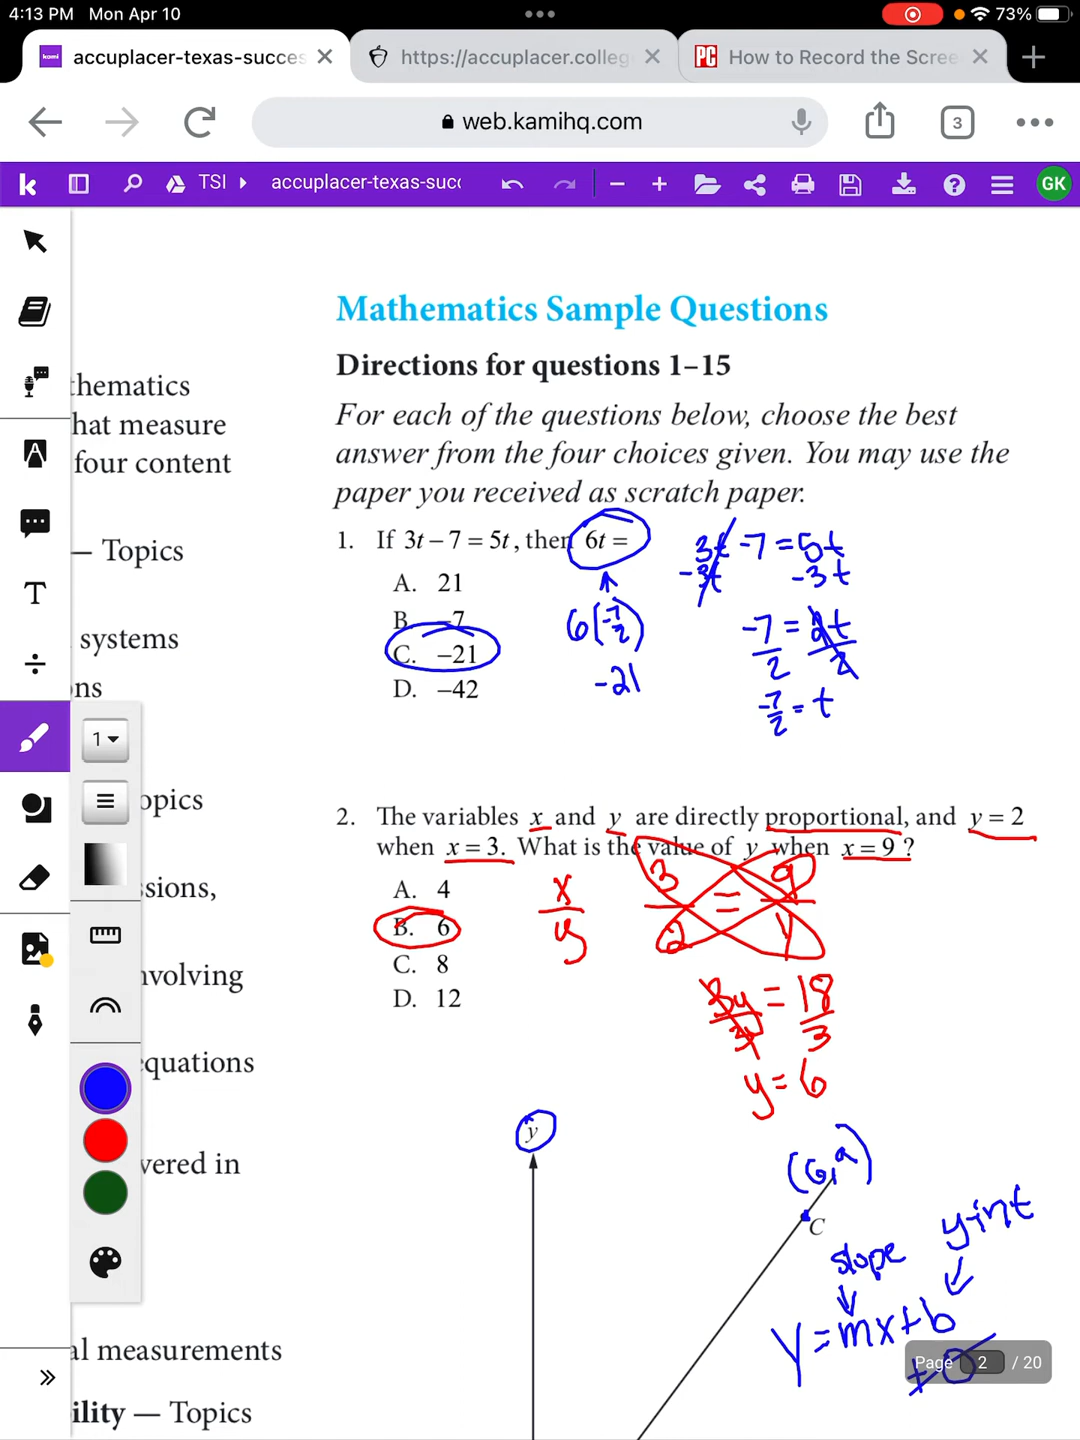 4:13 PM Mon Apr 10
73%
kami accuplacer-texas-succes
https://accuplacer.colleg
PC How to Record the Scree
web.kamihq.com
3
k TSI accuplacer-texas-succ
GK
Mathematics Sample Questions
Directions for questions 1–15
For each of the questions below, choose the best
answer from the four choices given. You may use the
paper you received as scratch paper.
1. If 3t – 7 = 5t, then 6t =
A. 21
B. –7
C. –21
D. –42
6(-7/2)
-21
3t -7 = 5t
-3t -3t
-7/2 = 2t/2
-7/2 = t
2. The variables x and y are directly proportional, and y = 2
when x = 3. What is the value of y when x = 9 ?
A. 4
B. 6
C. 8
D. 12
x/y
3/2 = 9/y
3y/3 = 18/3
y = 6
y
(6,a)
C
slope
y-int
y = mx+b
+0
thematics
hat measure
four content
— Topics
systems
ns
opics
ssions,
nvolving
equations
vered in
al measurements
ility — Topics
A
T
1
Page 2 / 20